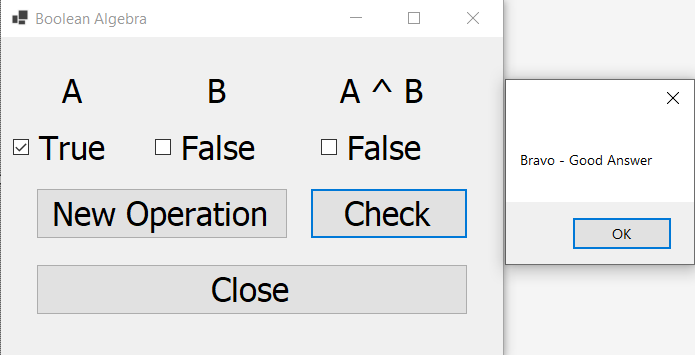 Boolean Algebra
A B A ^ B
True False False
New Operation Check
Close
Bravo - Good Answer
OK